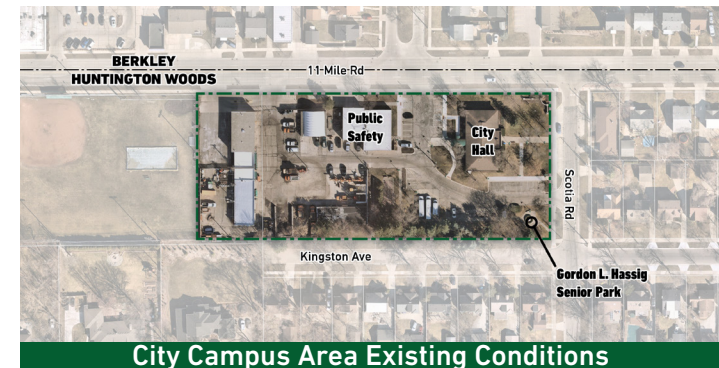 BERKLEY
HUNTINGTON WOODS
11 Mile Rd
Public
Safety
City
Hall
Scotia Rd
Kingston Ave
Gordon L. Hassig
Senior Park
City Campus Area Existing Conditions